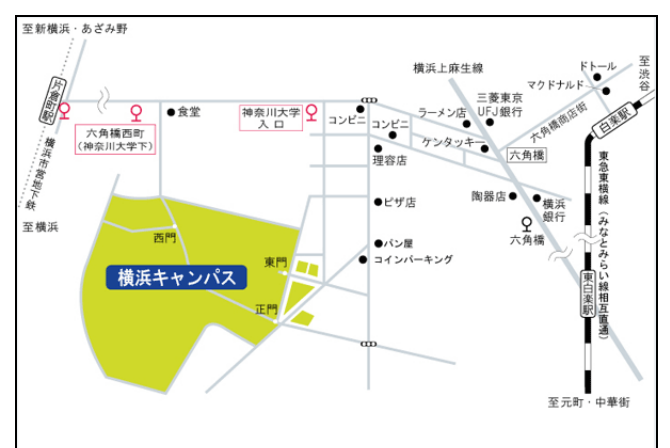 至新横浜・あざみ野
片倉町駅
横浜市営地下鉄
至横浜
六角橋西町
(神奈川大学下)
食堂
神奈川大学
入口
コンビニ
コンビニ
理容店
ピザ店
パン屋
コインパーキング
西門
横浜キャンパス
東門
正門
横浜上麻生線
ラーメン店
三菱東京
UFJ銀行
ケンタッキー
六角橋
陶器店
横浜
銀行
六角橋
ドトール
マクドナルド
六角橋商店街
至渋谷
白楽駅
東急東横線(みなとみらい線相互直通)
東白楽駅
至元町・中華街